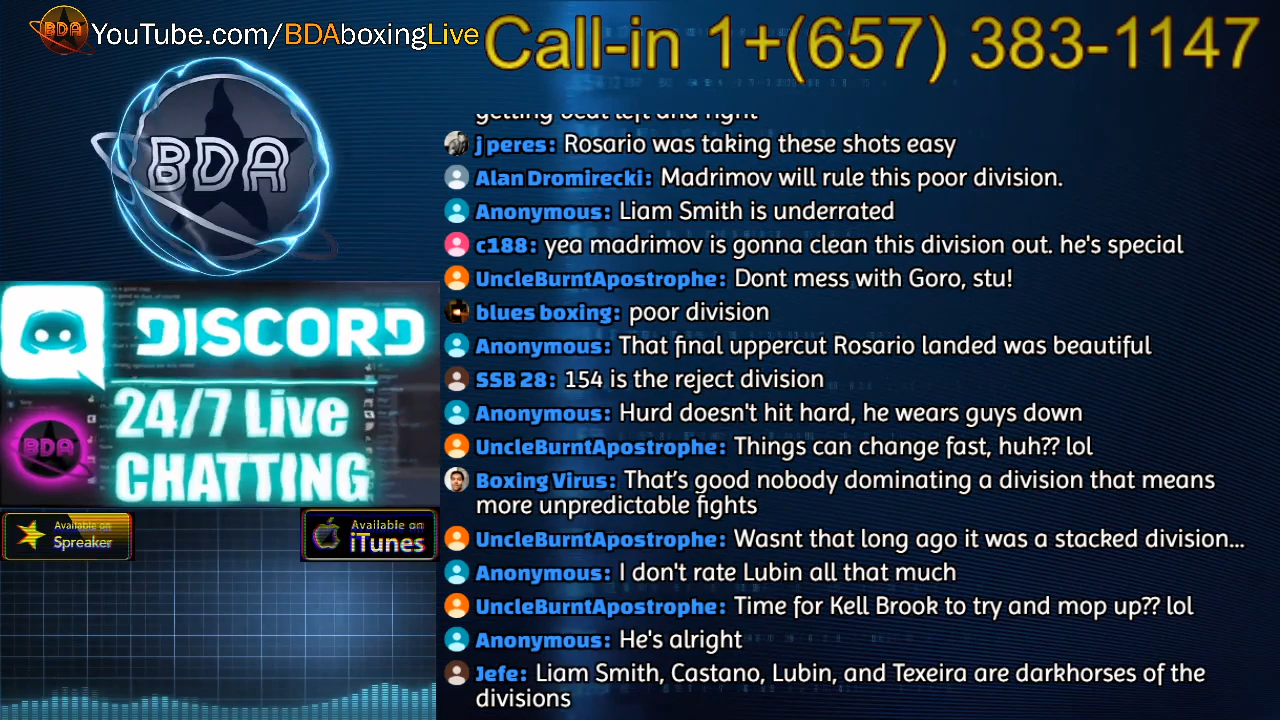 BDA YouTube.com/BDAboxingLive
Call-in 1+(657) 383-1147
BDA
DISCORD
24/7 Live
CHATTING
BDA
Available on
Spreaker
Available on
iTunes
getting beat left and right
j peres: Rosario was taking these shots easy
Alan Dromirecki: Madrimov will rule this poor division.
Anonymous: Liam Smith is underrated
c188: yea madrimov is gonna clean this division out. he's special
UncleBurntApostrophe: Dont mess with Goro, stu!
blues boxing: poor division
Anonymous: That final uppercut Rosario landed was beautiful
SSB 28: 154 is the reject division
Anonymous: Hurd doesn't hit hard, he wears guys down
UncleBurntApostrophe: Things can change fast, huh?? lol
Boxing Virus: That's good nobody dominating a division that means
more unpredictable fights
UncleBurntApostrophe: Wasnt that long ago it was a stacked division...
Anonymous: I don't rate Lubin all that much
UncleBurntApostrophe: Time for Kell Brook to try and mop up?? lol
Anonymous: He's alright
Jefe: Liam Smith, Castano, Lubin, and Texeira are darkhorses of the
divisions